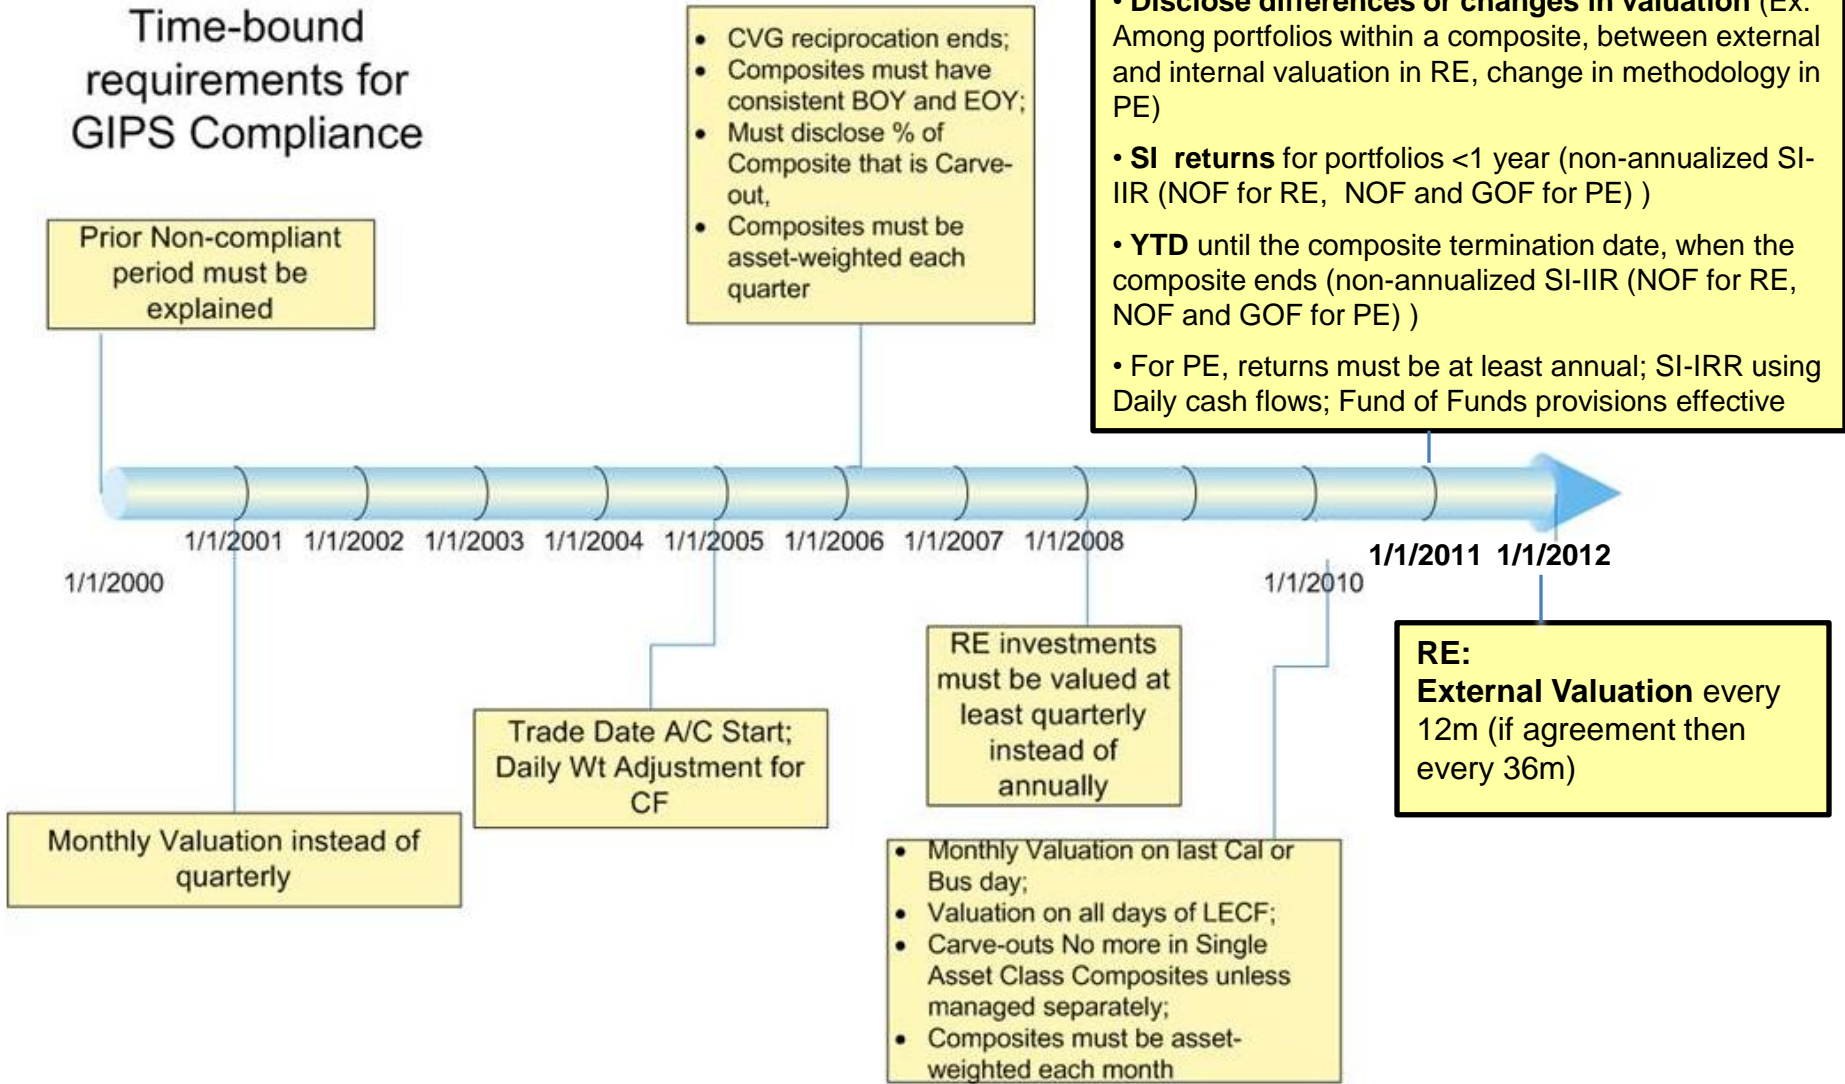 Time-bound
requirements for
GIPS Compliance
• CVG reciprocation ends;
• Composites must have
consistent BOY and EOY;
• Must disclose % of
Composite that is Carve-
out,
• Composites must be
asset-weighted each
quarter
• Disclose differences or changes in valuation (Ex.
Among portfolios within a composite, between external
and internal valuation in RE, change in methodology in
PE)
• SI returns for portfolios <1 year (non-annualized SI-
IIR (NOF for RE, NOF and GOF for PE) )
• YTD until the composite termination date, when the
composite ends (non-annualized SI-IIR (NOF for RE,
NOF and GOF for PE) )
• For PE, returns must be at least annual; SI-IRR using
Daily cash flows; Fund of Funds provisions effective
Prior Non-compliant
period must be
explained
1/1/2000
1/1/2001 1/1/2002 1/1/2003 1/1/2004 1/1/2005 1/1/2006 1/1/2007 1/1/2008
1/1/2010
1/1/2011 1/1/2012
Monthly Valuation instead of
quarterly
Trade Date A/C Start;
Daily Wt Adjustment for
CF
RE investments
must be valued at
least quarterly
instead of
annually
• Monthly Valuation on last Cal or
Bus day;
• Valuation on all days of LECF;
• Carve-outs No more in Single
Asset Class Composites unless
managed separately;
• Composites must be asset-
weighted each month
RE:
External Valuation every
12m (if agreement then
every 36m)